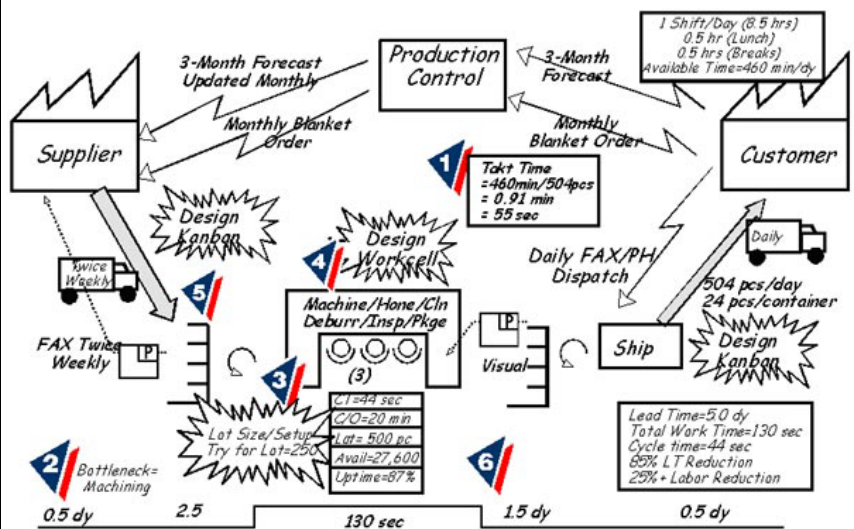 1 Shift/Day (8.5 hrs)
0.5 hr (Lunch)
0.5 hrs (Breaks)
Available Time=460 min/dy
Production
Control
3-Month Forecast
Updated Monthly
3-Month
Forecast
Monthly Blanket
Order
Monthly
Blanket Order
Supplier
Customer
1
Takt Time
=460min/504pcs
= 0.91 min
= 55 sec
Design
Kanban
4
Design
Workcell
Daily FAX/PH
Dispatch
Daily
Twice
Weekly
5
504 pcs/day
24 pcs/container
Machine/Hone/Cln
Deburr/Insp/Pkge
FAX Twice
Weekly
P
P
Visual
Ship
Design
Kanban
(3)
3
CT=44 sec
C/O=20 min
Lot= 500 pc
Avail=27,600
Uptime=87%
Lot Size/Setup
Try for Lot=250
Lead Time=5.0 dy
Total Work Time=130 sec
Cycle time=44 sec
85% LT Reduction
25%+ Labor Reduction
2
Bottleneck=
Machining
6
0.5 dy
2.5
130 sec
1.5 dy
0.5 dy